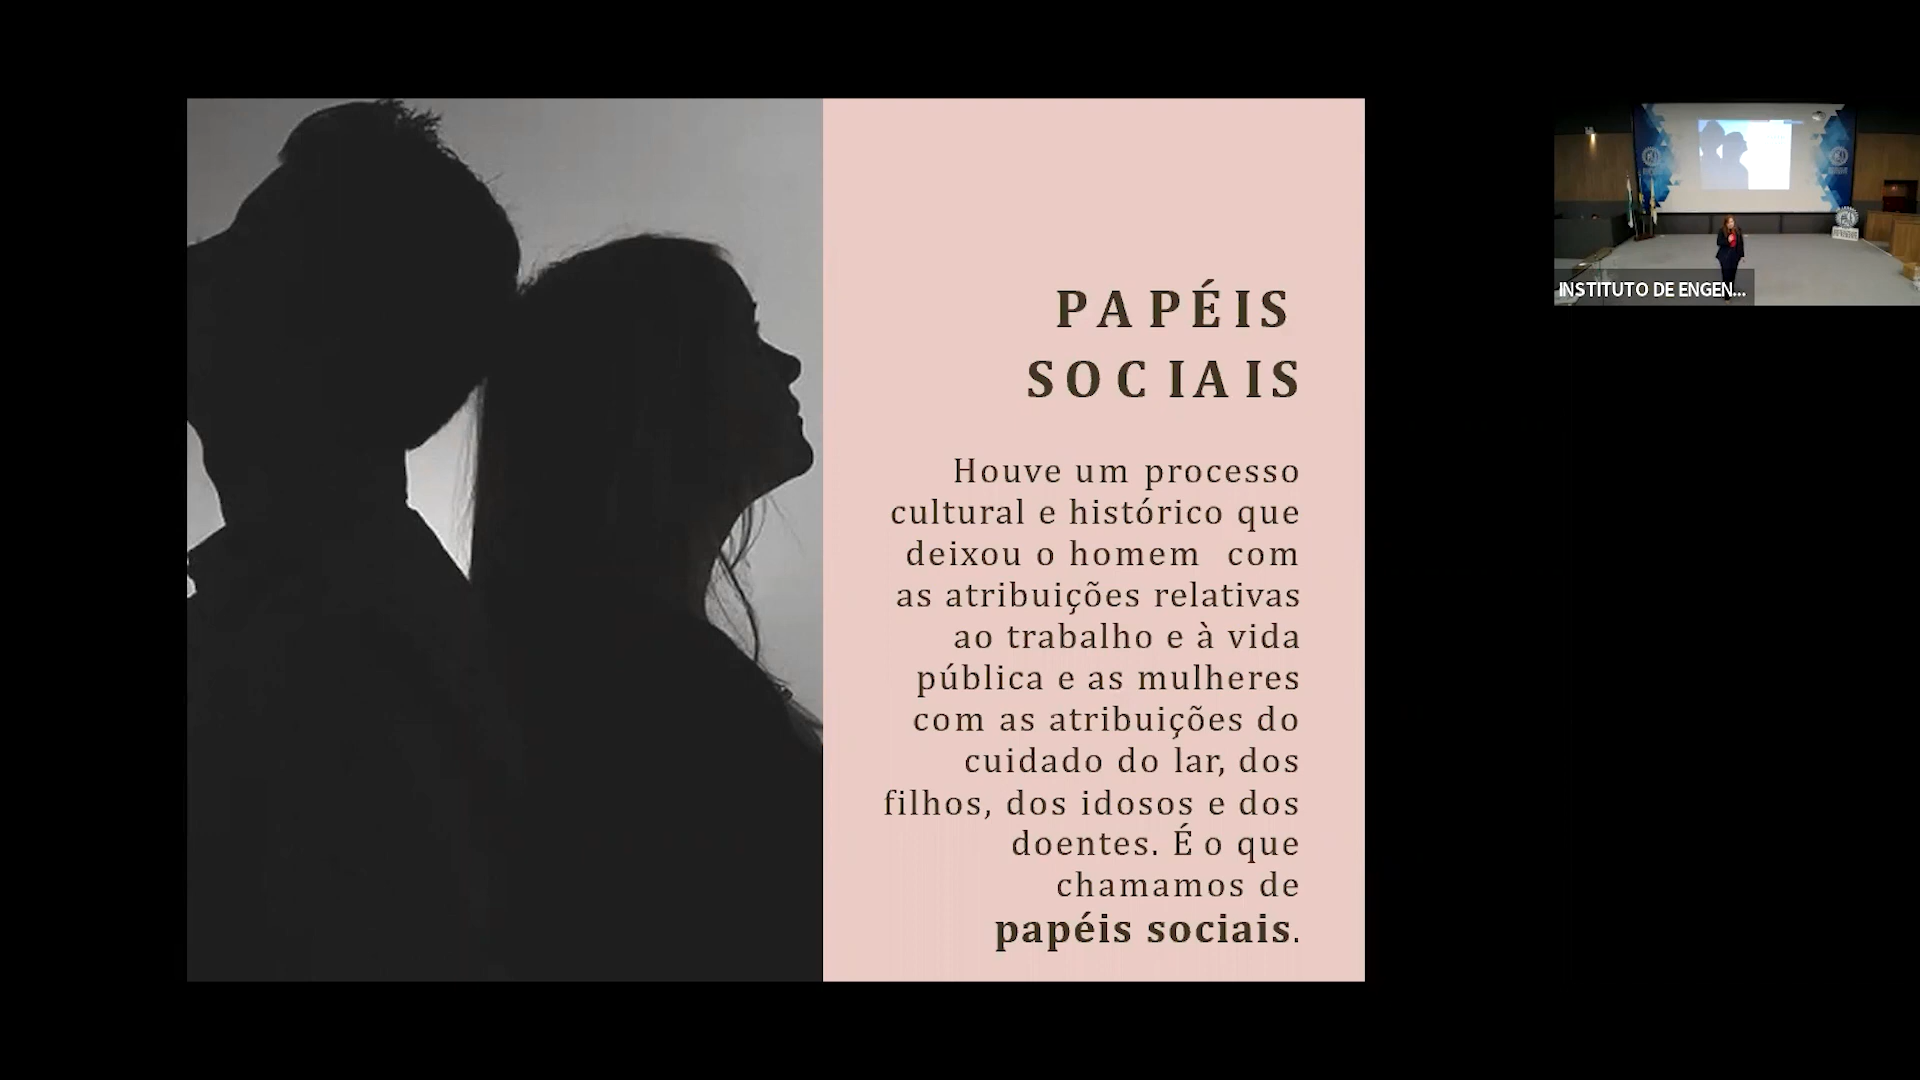 PAPÉIS
SOCIAIS
Houve um processo
cultural e histórico que
deixou o homem com
as atribuições relativas
ao trabalho e à vida
pública e as mulheres
com as atribuições do
cuidado do lar, dos
filhos, dos idosos e dos
doentes. É o que
chamamos de
papéis sociais.
INSTITUTO DE ENGEN...